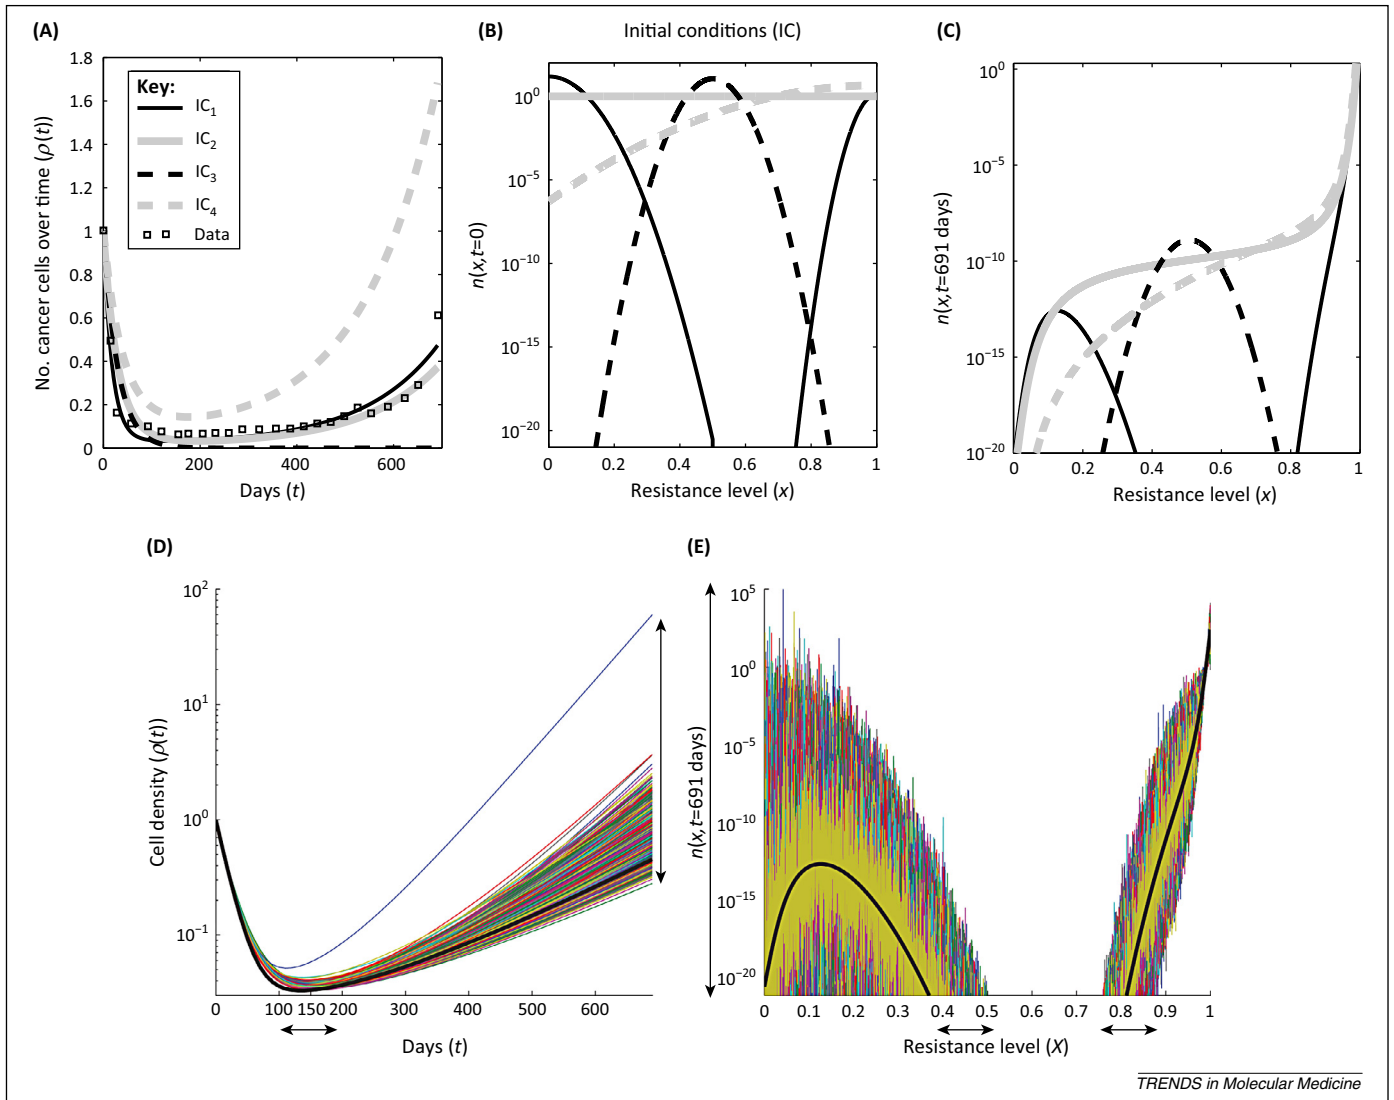 (A)
No. cancer cells over time (ρ(t))
1.8
1.6
1.4
1.2
1
0.8
0.6
0.4
0.2
0
0 200 400 600
Days (t)
Key:
IC1
IC2
IC3
IC4
Data
(B)
Initial conditions (IC)
n(x,t=0)
10^0
10^−5
10^−10
10^−15
10^−20
0 0.2 0.4 0.6 0.8 1
Resistance level (x)
(C)
n(x,t=691 days)
10^0
10^−5
10^−10
10^−15
10^−20
0 0.2 0.4 0.6 0.8 1
Resistance level (x)
(D)
Cell density (ρ(t))
10^2
10^1
10^0
10^−1
0 100 150 200 300 400 500 600
Days (t)
(E)
n(x,t=691 days)
10^5
10^0
10^−5
10^−10
10^−15
10^−20
0 0.1 0.2 0.3 0.4 0.5 0.6 0.7 0.8 0.9 1
Resistance level (X)
TRENDS in Molecular Medicine